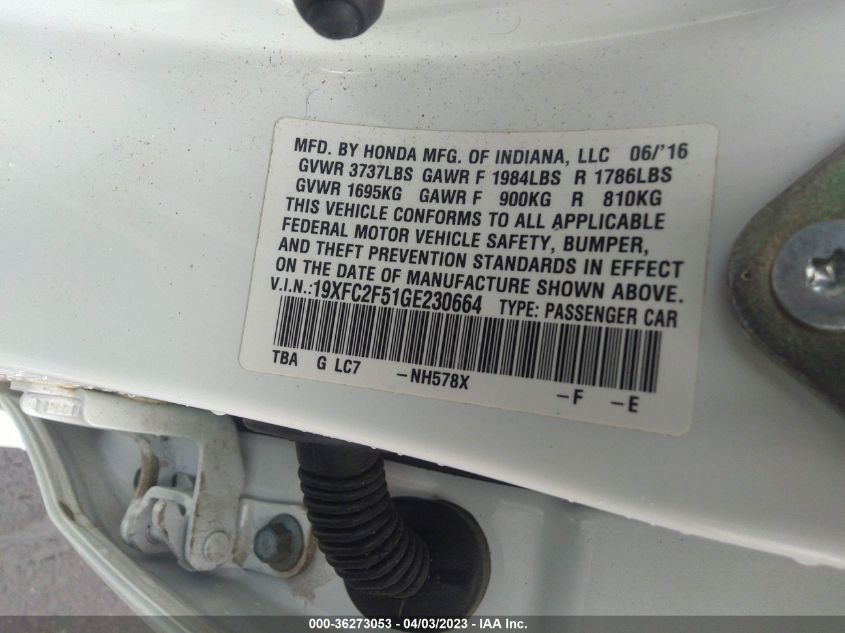 MFD. BY HONDA MFG. OF INDIANA, LLC 06/'16
GVWR 3737LBS GAWR F 1984LBS R 1786LBS
GVWR 1695KG GAWR F 900KG R 810KG
THIS VEHICLE CONFORMS TO ALL APPLICABLE
FEDERAL MOTOR VEHICLE SAFETY, BUMPER,
AND THEFT PREVENTION STANDARDS IN EFFECT
ON THE DATE OF MANUFACTURE SHOWN ABOVE.
V.I.N.:19XFC2F51GE230664 TYPE: PASSENGER CAR
TBA G LC7 -NH578X -F -E
000-36273053 - 04/03/2023 - IAA Inc.